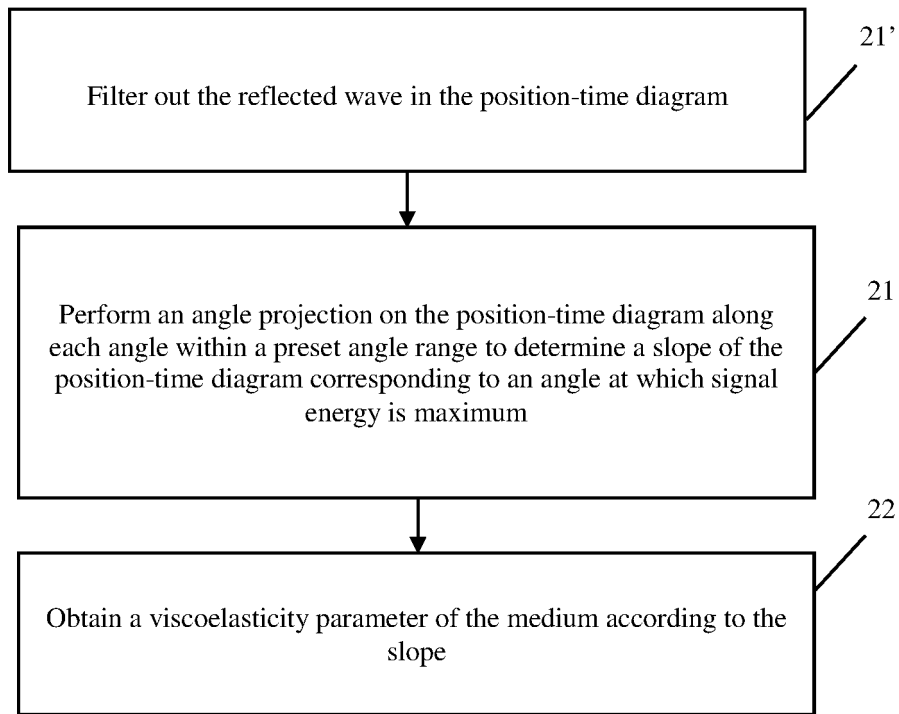 21’
Filter out the reflected wave in the position-time diagram
21
Perform an angle projection on the position-time diagram along
each angle within a preset angle range to determine a slope of the
position-time diagram corresponding to an angle at which signal
energy is maximum
22
Obtain a viscoelasticity parameter of the medium according to the
slope